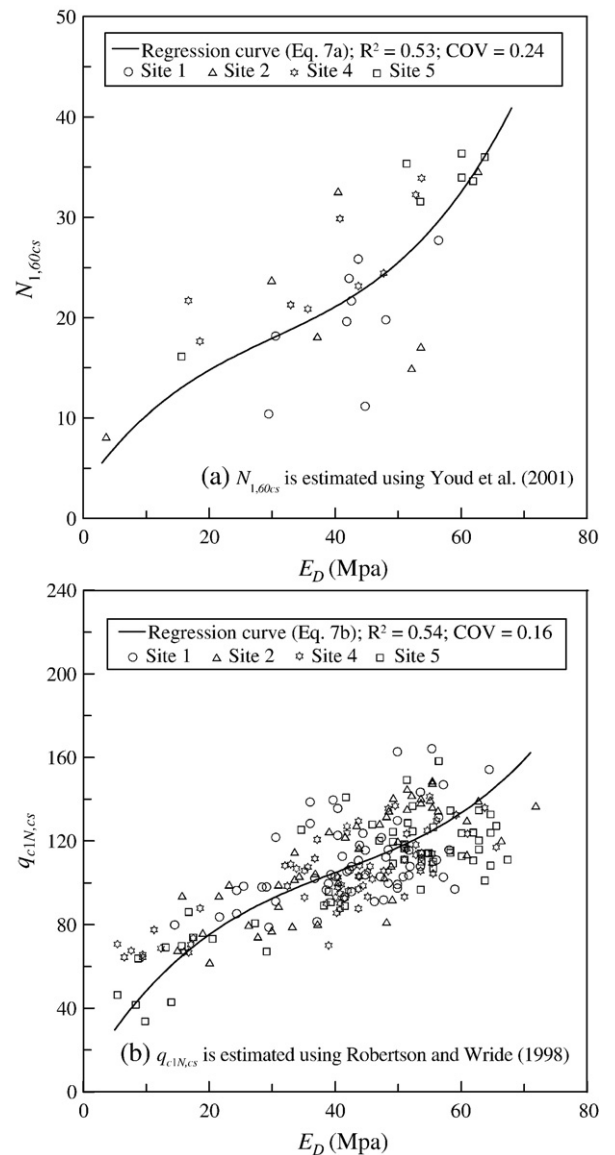 50
Regression curve (Eq. 7a); R² = 0.53; COV = 0.24
Site 1 Site 2 Site 4 Site 5
40
30
N1,60cs
20
10
(a) N1,60cs is estimated using Youd et al. (2001)
0
0 20 40 60 80
ED (Mpa)
240
Regression curve (Eq. 7b); R² = 0.54; COV = 0.16
Site 1 Site 2 Site 4 Site 5
200
160
qc1N,cs
120
80
40
(b) qc1N,cs is estimated using Robertson and Wride (1998)
0
0 20 40 60 80
ED (Mpa)